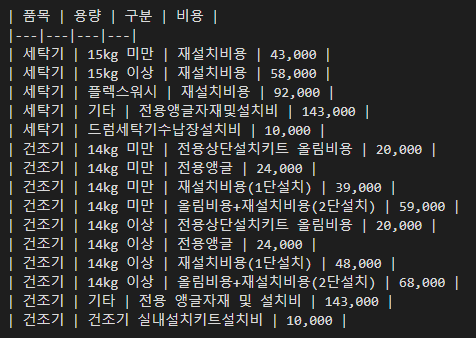 | 품목 | 용량 | 구분 | 비용 |
|---|---|---|---|
| 세탁기 | 15kg 미만 | 재설치비용 | 43,000 |
| 세탁기 | 15kg 이상 | 재설치비용 | 58,000 |
| 세탁기 | 플렉스워시 | 재설치비용 | 92,000 |
| 세탁기 | 기타 | 전용앵글자재및설치비 | 143,000 |
| 세탁기 | 드럼세탁기수납장설치비 | 10,000 |
| 건조기 | 14kg 미만 | 전용상단설치키트 올림비용 | 20,000 |
| 건조기 | 14kg 미만 | 전용앵글 | 24,000 |
| 건조기 | 14kg 미만 | 재설치비용(1단설치) | 39,000 |
| 건조기 | 14kg 미만 | 올림비용+재설치비용(2단설치) | 59,000 |
| 건조기 | 14kg 이상 | 전용상단설치키트 올림비용 | 20,000 |
| 건조기 | 14kg 이상 | 전용앵글 | 24,000 |
| 건조기 | 14kg 이상 | 재설치비용(1단설치) | 48,000 |
| 건조기 | 14kg 이상 | 올림비용+재설치비용(2단설치) | 68,000 |
| 건조기 | 기타 | 전용 앵글자재 및 설치비 | 143,000 |
| 건조기 | 건조기 실내설치키트설치비 | 10,000 |